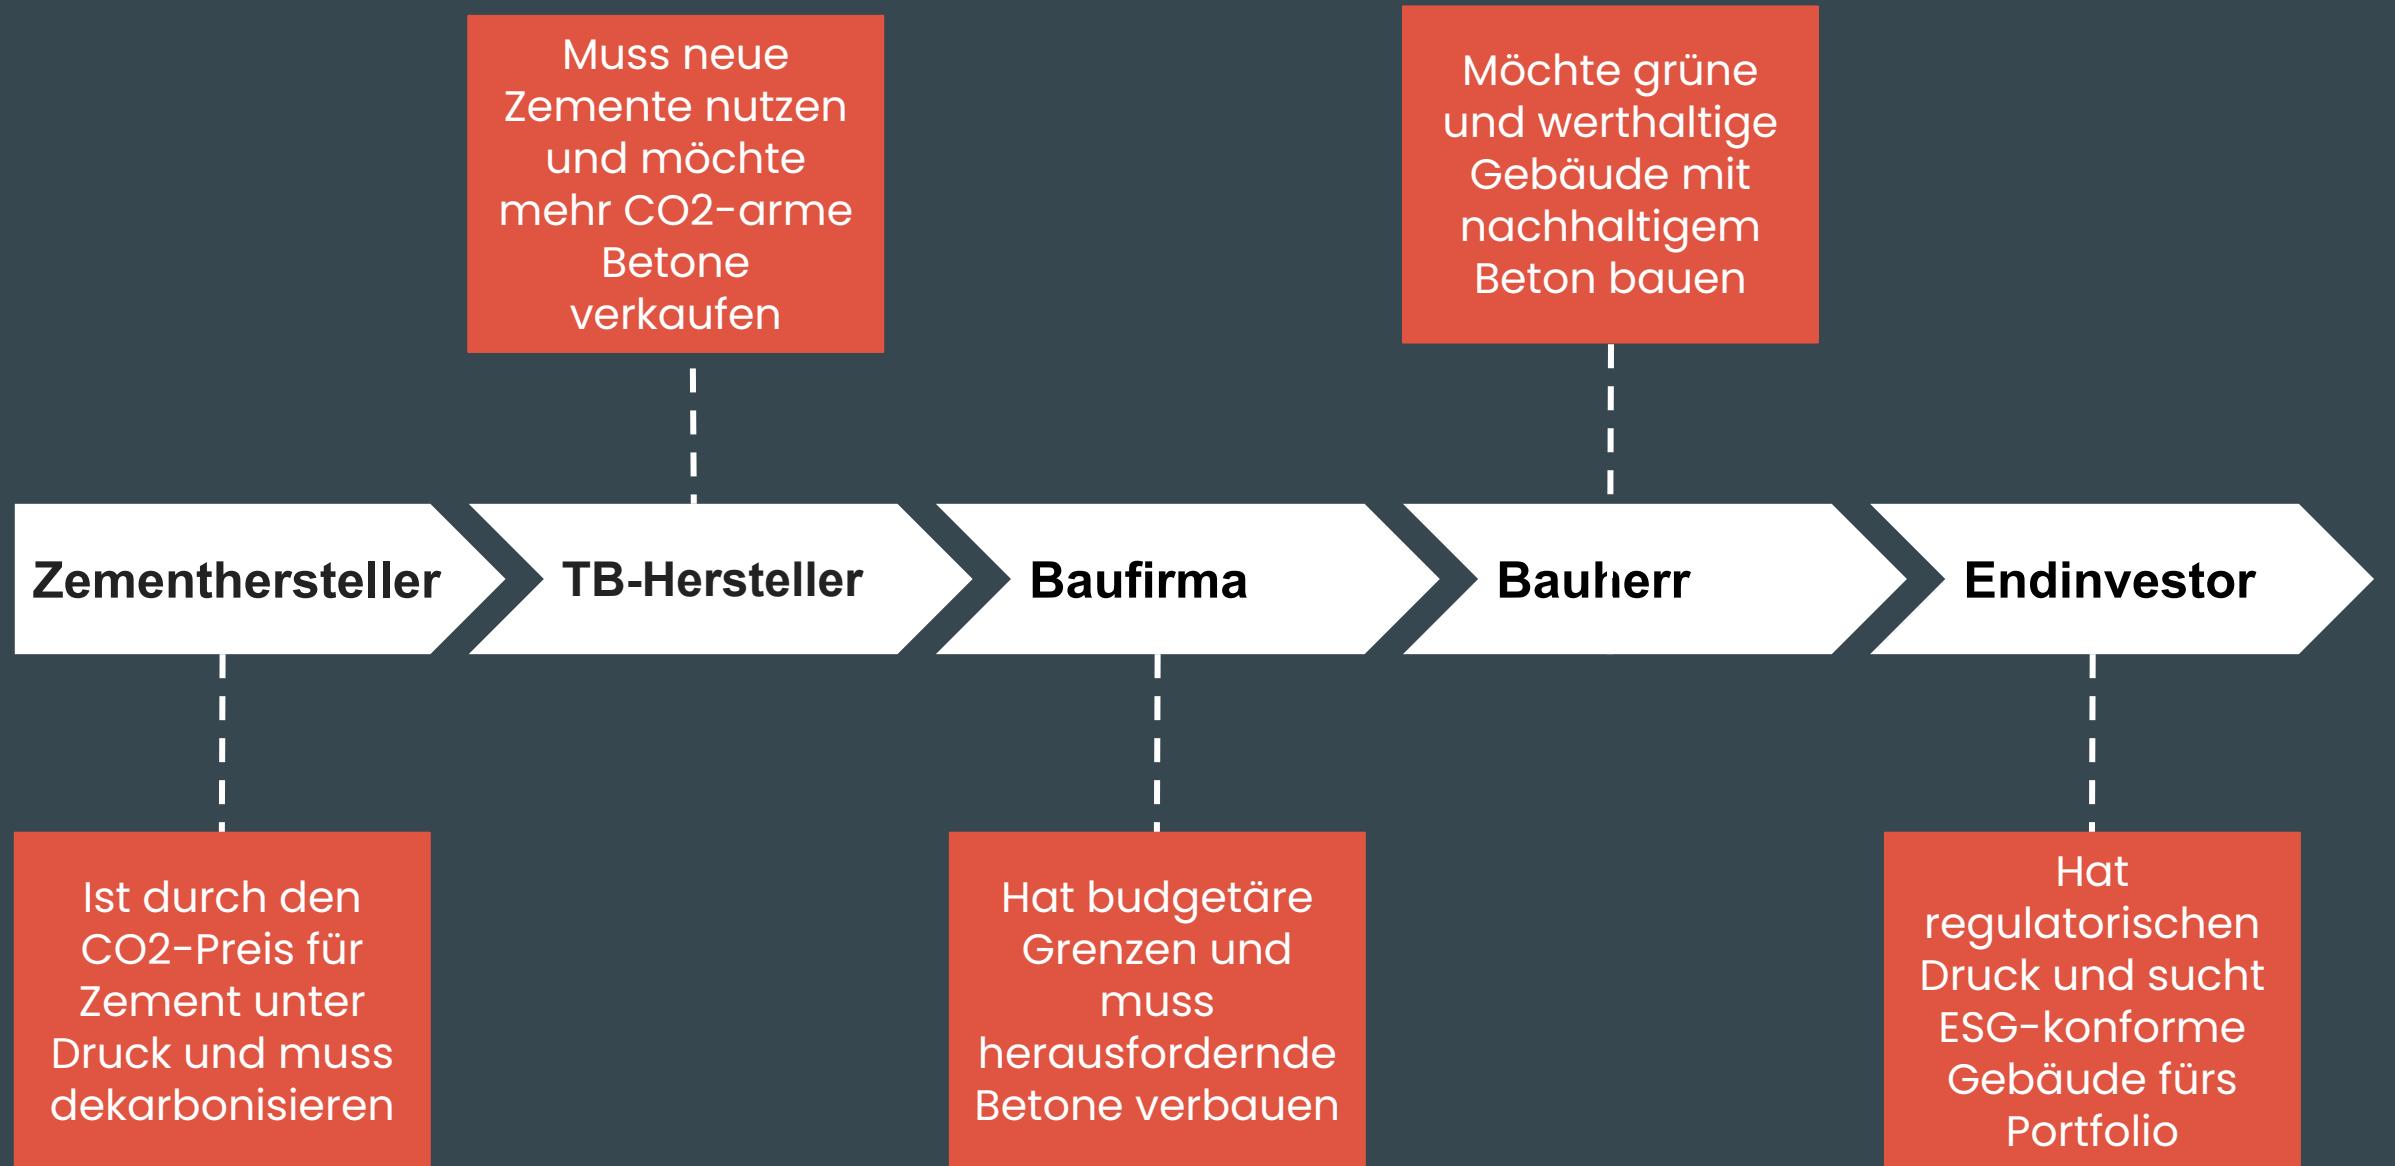 Muss neue
Zemente nutzen
und möchte
mehr CO2-arme
Betone
verkaufen
Möchte grüne
und werthaltige
Gebäude mit
nachhaltigem
Beton bauen
Zementhersteller
TB-Hersteller
Baufirma
Bauherr
Endinvestor
Ist durch den
CO2-Preis für
Zement unter
Druck und muss
dekarbonisieren
Hat budgetäre
Grenzen und
muss
herausfordernde
Betone verbauen
Hat
regulatorischen
Druck und sucht
ESG-konforme
Gebäude fürs
Portfolio